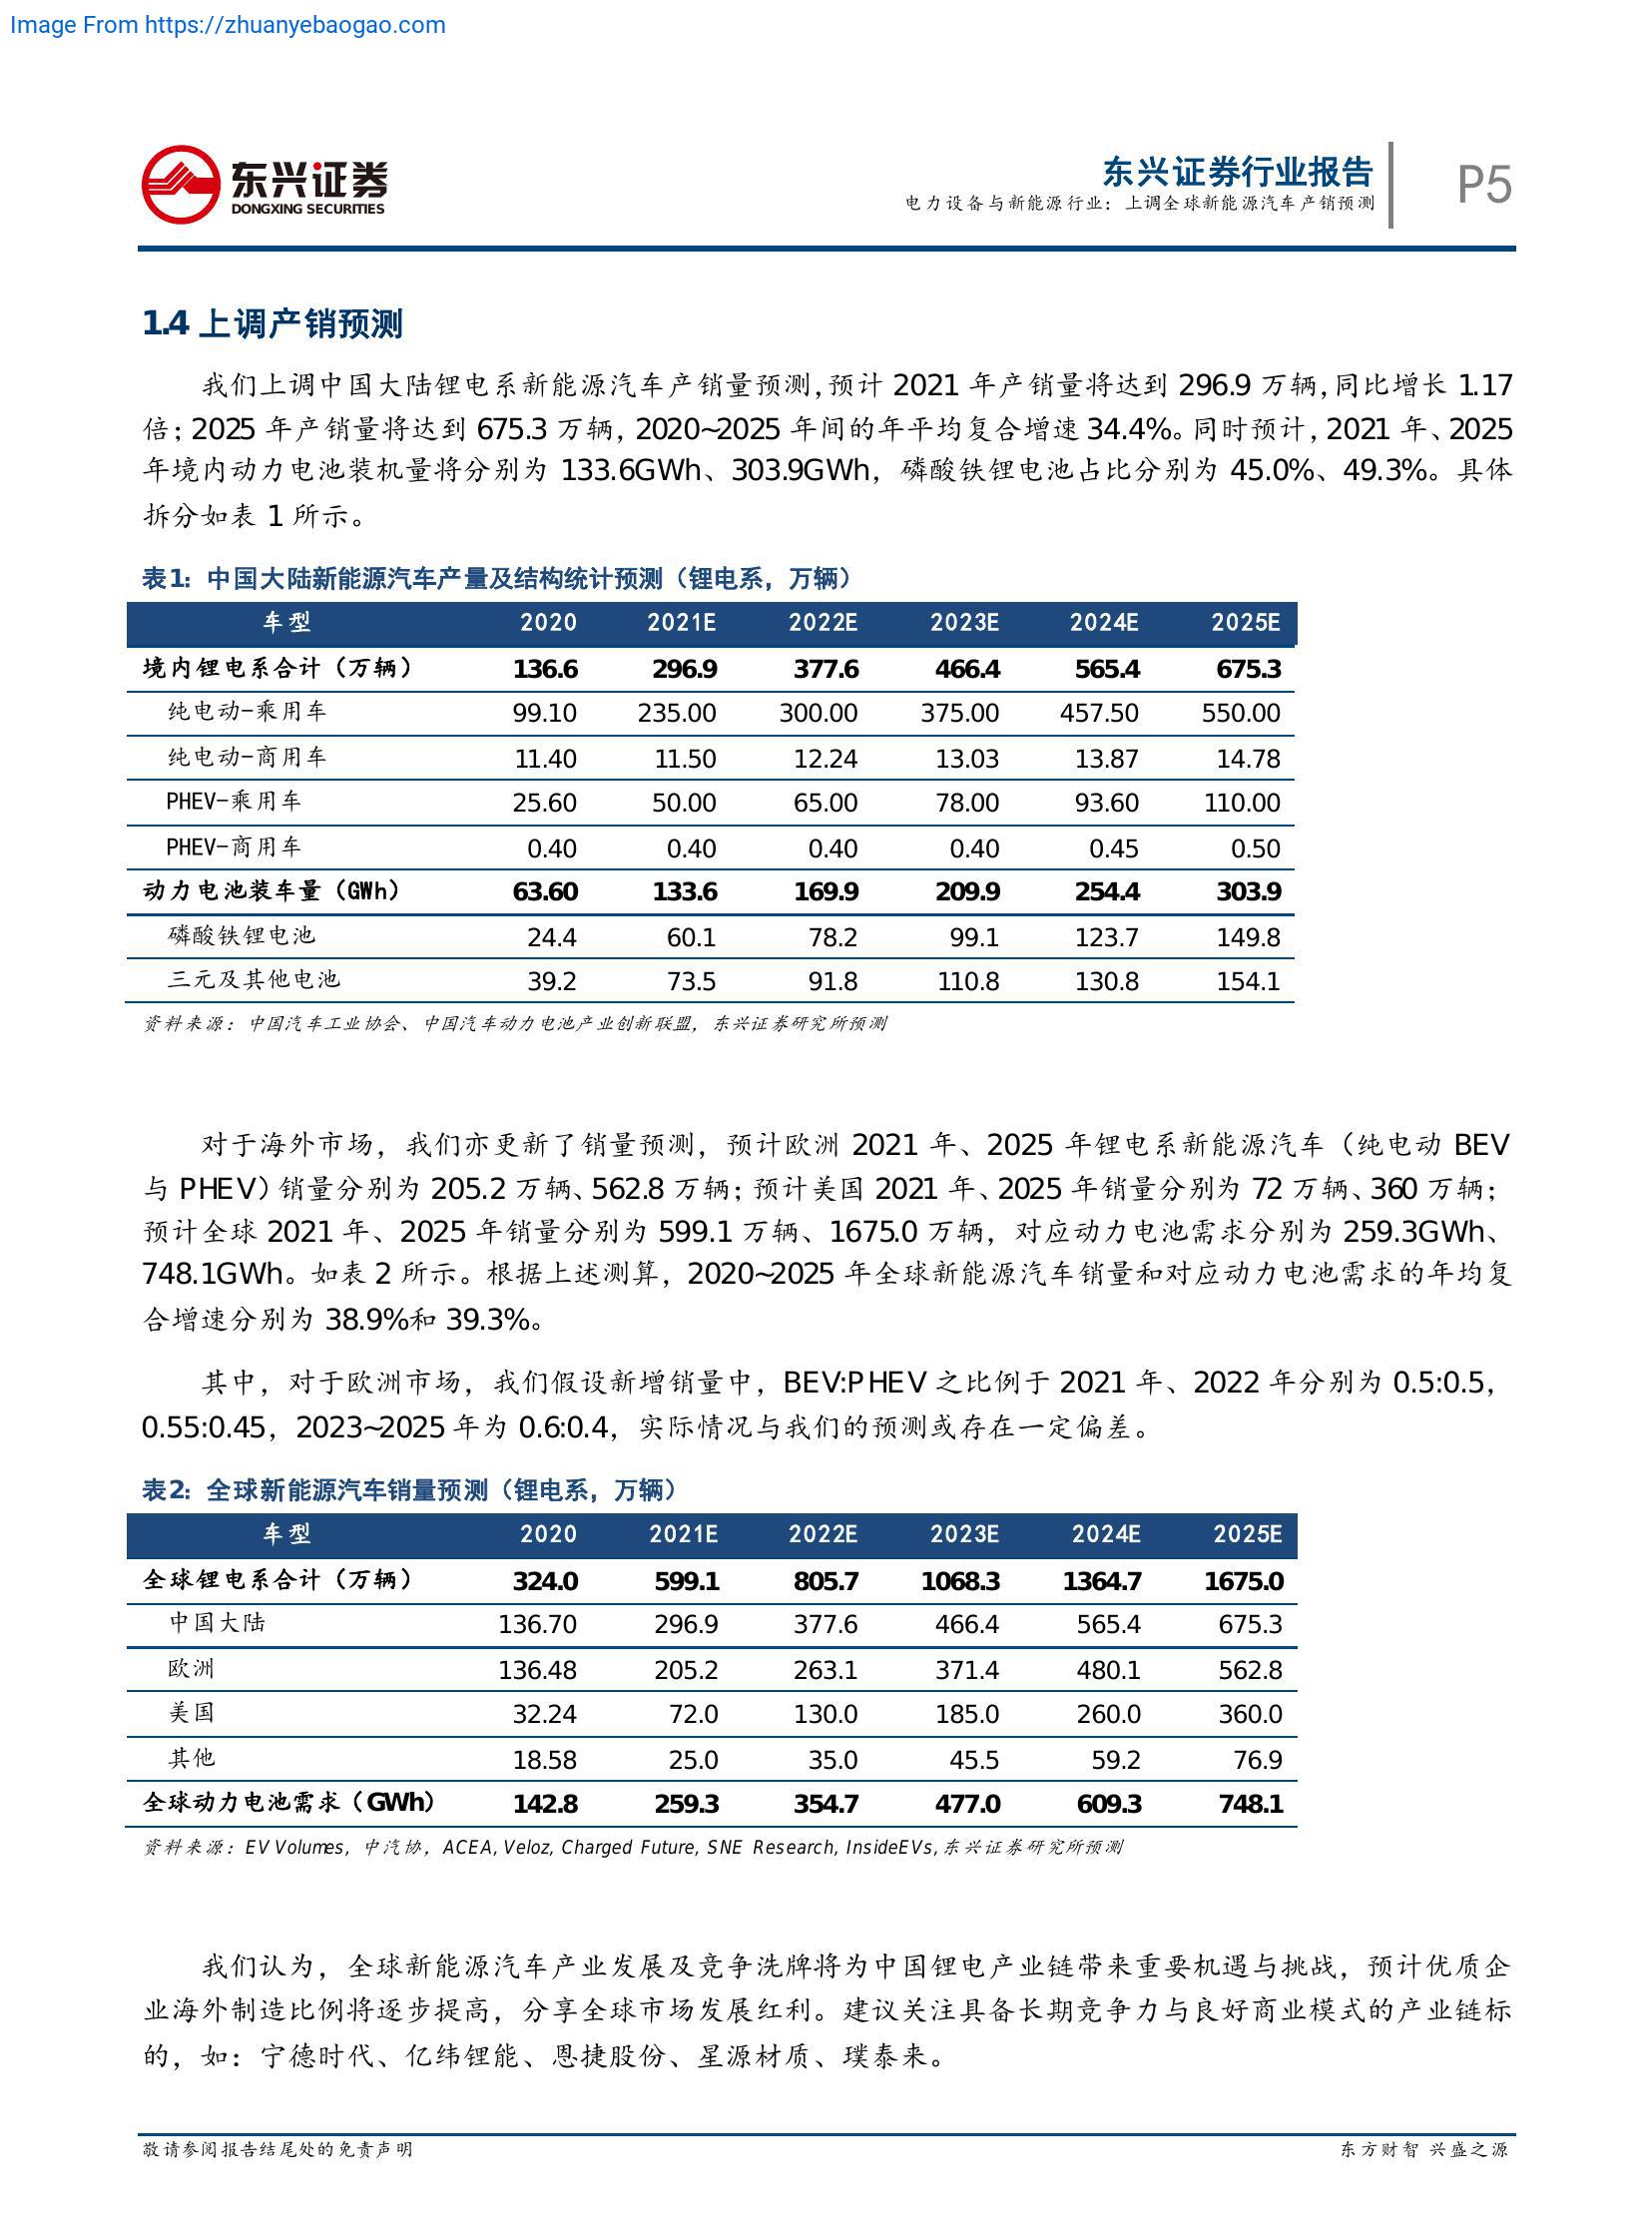 Image From https://zhuanyebaogao.com
东兴证券
DONGXING SECURITIES
东兴证券行业报告
电力设备与新能源行业：上调全球新能源汽车产销预测
P5
1.4 上调产销预测
我们上调中国大陆锂电系新能源汽车产销量预测，预计 2021 年产销量将达到 296.9 万辆，同比增长 1.17
倍；2025 年产销量将达到 675.3 万辆，2020~2025 年间的年平均复合增速 34.4%。同时预计，2021 年、2025
年境内动力电池装机量将分别为 133.6GWh、303.9GWh，磷酸铁锂电池占比分别为 45.0%、49.3%。具体
拆分如表 1 所示。
表1：中国大陆新能源汽车产量及结构统计预测（锂电系，万辆）
车型 2020 2021E 2022E 2023E 2024E 2025E
境内锂电系合计（万辆） 136.6 296.9 377.6 466.4 565.4 675.3
纯电动-乘用车 99.10 235.00 300.00 375.00 457.50 550.00
纯电动-商用车 11.40 11.50 12.24 13.03 13.87 14.78
PHEV-乘用车 25.60 50.00 65.00 78.00 93.60 110.00
PHEV-商用车 0.40 0.40 0.40 0.40 0.45 0.50
动力电池装车量（GWh） 63.60 133.6 169.9 209.9 254.4 303.9
磷酸铁锂电池 24.4 60.1 78.2 99.1 123.7 149.8
三元及其他电池 39.2 73.5 91.8 110.8 130.8 154.1
资料来源：中国汽车工业协会、中国汽车动力电池产业创新联盟，东兴证券研究所预测
对于海外市场，我们亦更新了销量预测，预计欧洲 2021 年、2025 年锂电系新能源汽车（纯电动 BEV
与 PHEV）销量分别为 205.2 万辆、562.8 万辆；预计美国 2021 年、2025 年销量分别为 72 万辆、360 万辆；
预计全球 2021 年、2025 年销量分别为 599.1 万辆、1675.0 万辆，对应动力电池需求分别为 259.3GWh、
748.1GWh。如表 2 所示。根据上述测算，2020~2025 年全球新能源汽车销量和对应动力电池需求的年均复
合增速分别为 38.9%和 39.3%。
其中，对于欧洲市场，我们假设新增销量中，BEV:PHEV 之比例于 2021 年、2022 年分别为 0.5:0.5，
0.55:0.45，2023~2025 年为 0.6:0.4，实际情况与我们的预测或存在一定偏差。
表2：全球新能源汽车销量预测（锂电系，万辆）
车型 2020 2021E 2022E 2023E 2024E 2025E
全球锂电系合计（万辆） 324.0 599.1 805.7 1068.3 1364.7 1675.0
中国大陆 136.70 296.9 377.6 466.4 565.4 675.3
欧洲 136.48 205.2 263.1 371.4 480.1 562.8
美国 32.24 72.0 130.0 185.0 260.0 360.0
其他 18.58 25.0 35.0 45.5 59.2 76.9
全球动力电池需求（GWh） 142.8 259.3 354.7 477.0 609.3 748.1
资料来源：EV Volumes，中汽协，ACEA, Veloz, Charged Future, SNE Research, InsideEVs,东兴证券研究所预测
我们认为，全球新能源汽车产业发展及竞争洗牌将为中国锂电产业链带来重要机遇与挑战，预计优质企
业海外制造比例将逐步提高，分享全球市场发展红利。建议关注具备长期竞争力与良好商业模式的产业链标
的，如：宁德时代、亿纬锂能、恩捷股份、星源材质、璞泰来。
敬请参阅报告结尾处的免责声明
东方财智 兴盛之源